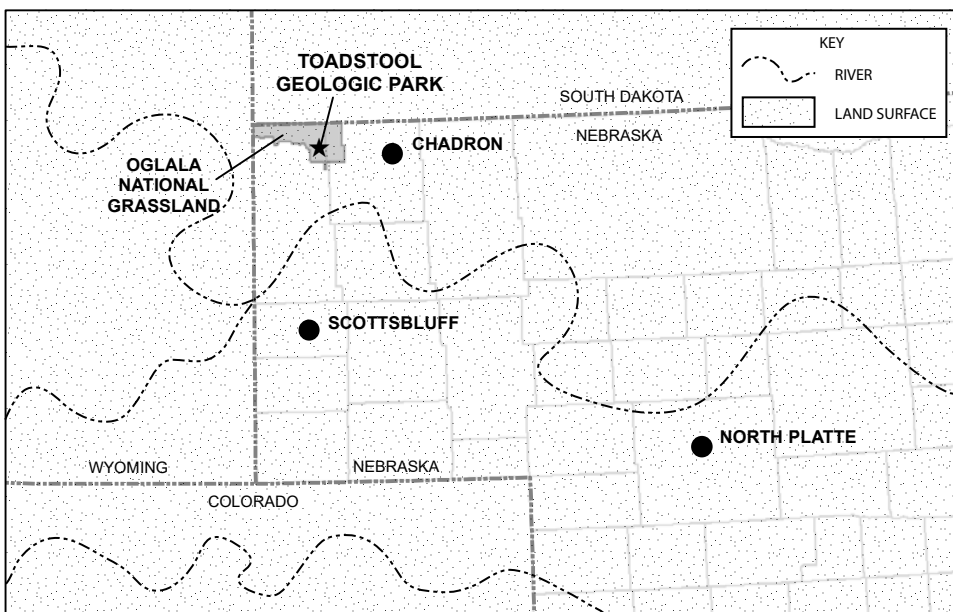 TOADSTOOL
GEOLOGIC PARK
KEY
RIVER
LAND SURFACE
SOUTH DAKOTA
NEBRASKA
CHADRON
OGLALA
NATIONAL
GRASSLAND
SCOTTSBLUFF
NORTH PLATTE
WYOMING
NEBRASKA
COLORADO